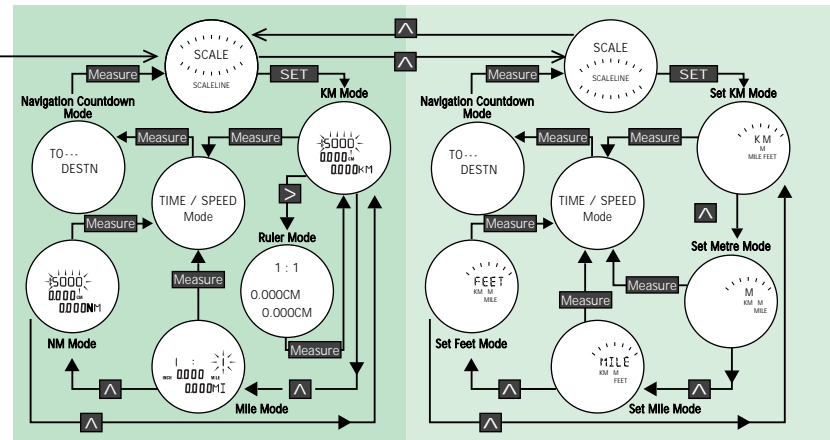 Λ
SCALE
SCALELINE
Λ
Measure
SET
KM Mode
Navigation Countdown
Mode
TO---
DESTN
Measure
Measure
5000
0.000CM
0.000KM
TIME / SPEED
Mode
>
Ruler Mode
1 : 1
0.000CM
0.000CM
Measure
Measure
5000
0.000CM
0.000NM
NM Mode
Measure
1 : 1
INCH 0.000 MILE
0.000MI
Mile Mode
Λ
Λ
Λ
SCALE
SCALELINE
Measure
SET
Set KM Mode
Navigation Countdown
Mode
TO---
DESTN
Measure
Measure
KM
M
MILE FEET
TIME / SPEED
Mode
Λ
Set Metre Mode
Measure
FEET
KM M
MILE
Set Feet Mode
Measure
Measure
M
KM M
MILE
MILE
KM M
FEET
Set Mile Mode
Λ
Λ
Λ